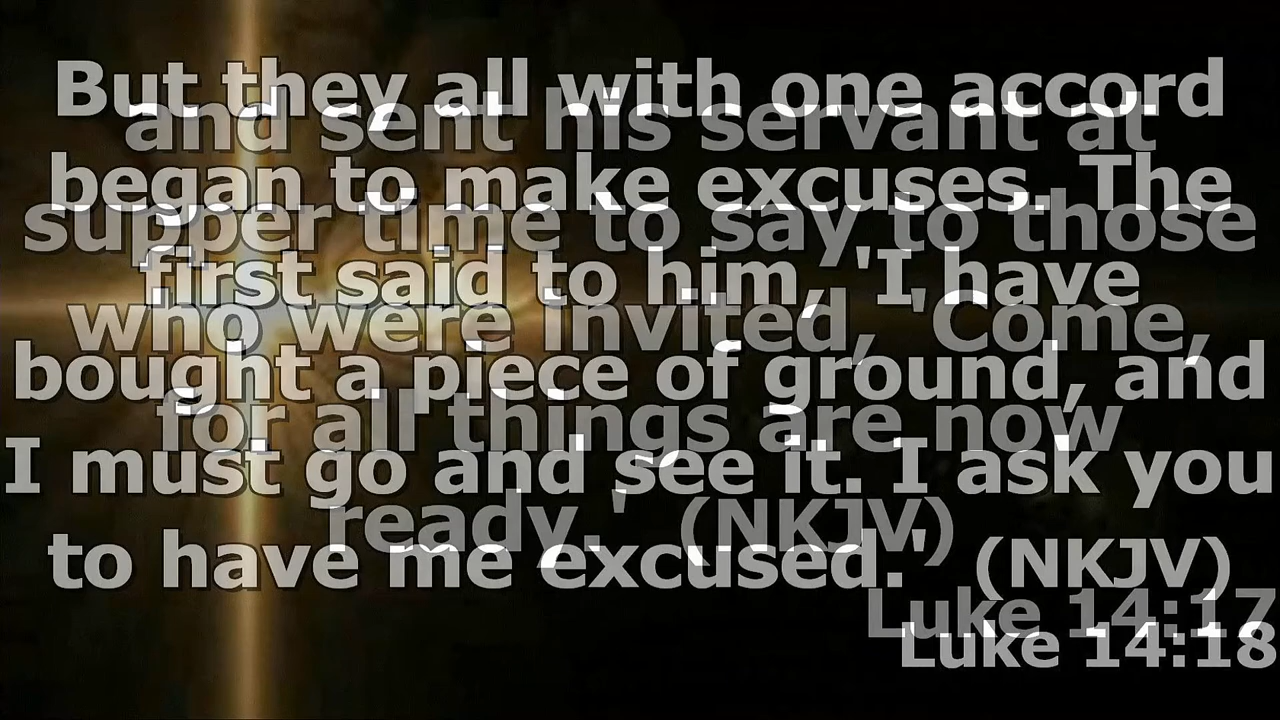 But they all with one accord
and sent his servant at
began to make excuses. The
supper time to say to those
first said to him, 'I have
who were invited, 'Come,
bought a piece of ground, and
for all things are now
I must go and see it. I ask you
ready.' (NKJV)
to have me excused.' (NKJV)
Luke 14:17
Luke 14:18